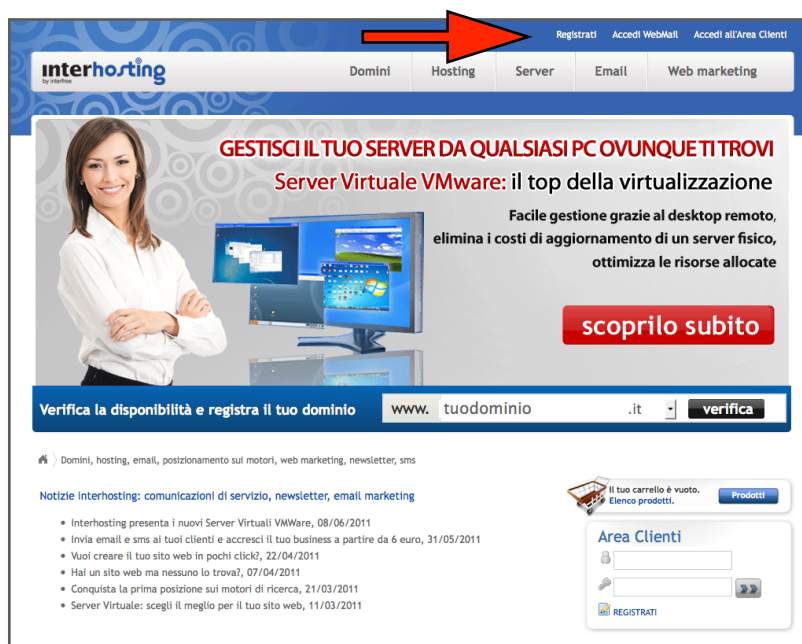 Registrati Accedi WebMail Accedi all'Area Clienti
interhosting
by interfree
Domini Hosting Server Email Web marketing
GESTISCI IL TUO SERVER DA QUALSIASI PC OVUNQUE TI TROVI
Server Virtuale VMware: il top della virtualizzazione
Facile gestione grazie al desktop remoto,
elimina i costi di aggiornamento di un server fisico,
ottimizza le risorse allocate
scoprilo subito
Verifica la disponibilità e registra il tuo dominio www. tuodominio .it verifica
Domini, hosting, email, posizionamento sui motori, web marketing, newsletter, sms
Notizie Interhosting: comunicazioni di servizio, newsletter, email marketing
• Interhosting presenta i nuovi Server Virtuali VMWare, 08/06/2011
• Invia email e sms ai tuoi clienti e accresci il tuo business a partire da 6 euro, 31/05/2011
• Vuoi creare il tuo sito web in pochi click?, 22/04/2011
• Hai un sito web ma nessuno lo trova?, 07/04/2011
• Conquista la prima posizione sui motori di ricerca, 21/03/2011
• Server Virtuale: scegli il meglio per il tuo sito web, 11/03/2011
Il tuo carrello è vuoto.
Elenco prodotti.
Prodotti
Area Clienti
REGISTRATI